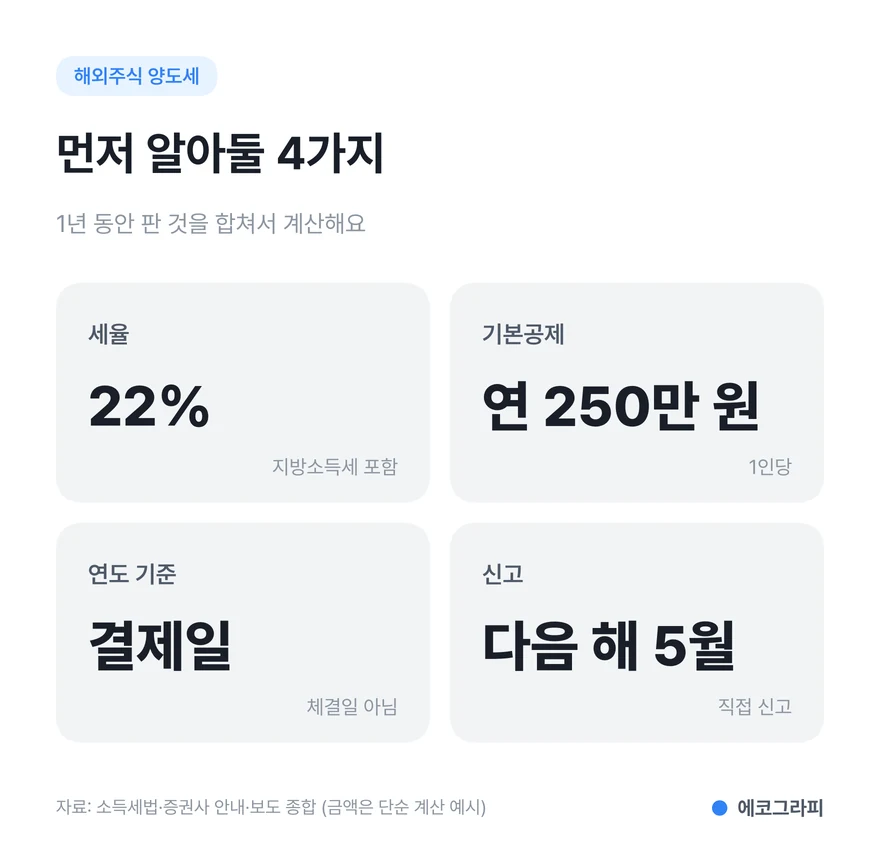 해외주식 양도세
먼저 알아둘 4가지
1년 동안 판 것을 합쳐서 계산해요
세율
22%
지방소득세 포함
기본공제
연 250만 원
1인당
연도 기준
결제일
체결일 아님
신고
다음 해 5월
직접 신고
자료: 소득세법·증권사 안내·보도 종합 (금액은 단순 계산 예시)
에코그라피